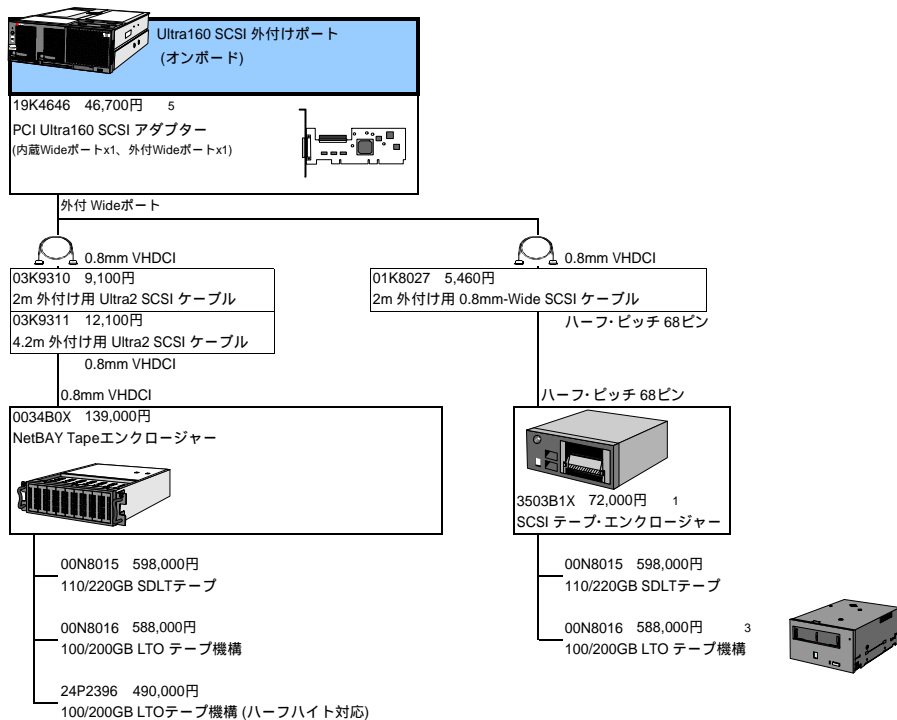 Ultra160 SCSI 外付けポート
(オンボード)
19K4646 46,700円 5
PCI Ultra160 SCSI アダプター
(内蔵Wideポートx1、外付Wideポートx1)
外付 Wideポート
0.8mm VHDCI
03K9310 9,100円
2m 外付け用 Ultra2 SCSI ケーブル
03K9311 12,100円
4.2m 外付け用 Ultra2 SCSI ケーブル
0.8mm VHDCI
0.8mm VHDCI
0034B0X 139,000円
NetBAY Tapeエンクロージャー
00N8015 598,000円
110/220GB SDLTテープ
00N8016 588,000円
100/200GB LTO テープ機構
24P2396 490,000円
100/200GB LTOテープ機構 (ハーフハイト対応)
0.8mm VHDCI
01K8027 5,460円
2m 外付け用 0.8mm-Wide SCSI ケーブル
ハーフ・ピッチ 68ピン
ハーフ・ピッチ 68ピン
3503B1X 72,000円 1
SCSI テープ・エンクロージャー
00N8015 598,000円
110/220GB SDLTテープ
00N8016 588,000円 3
100/200GB LTO テープ機構